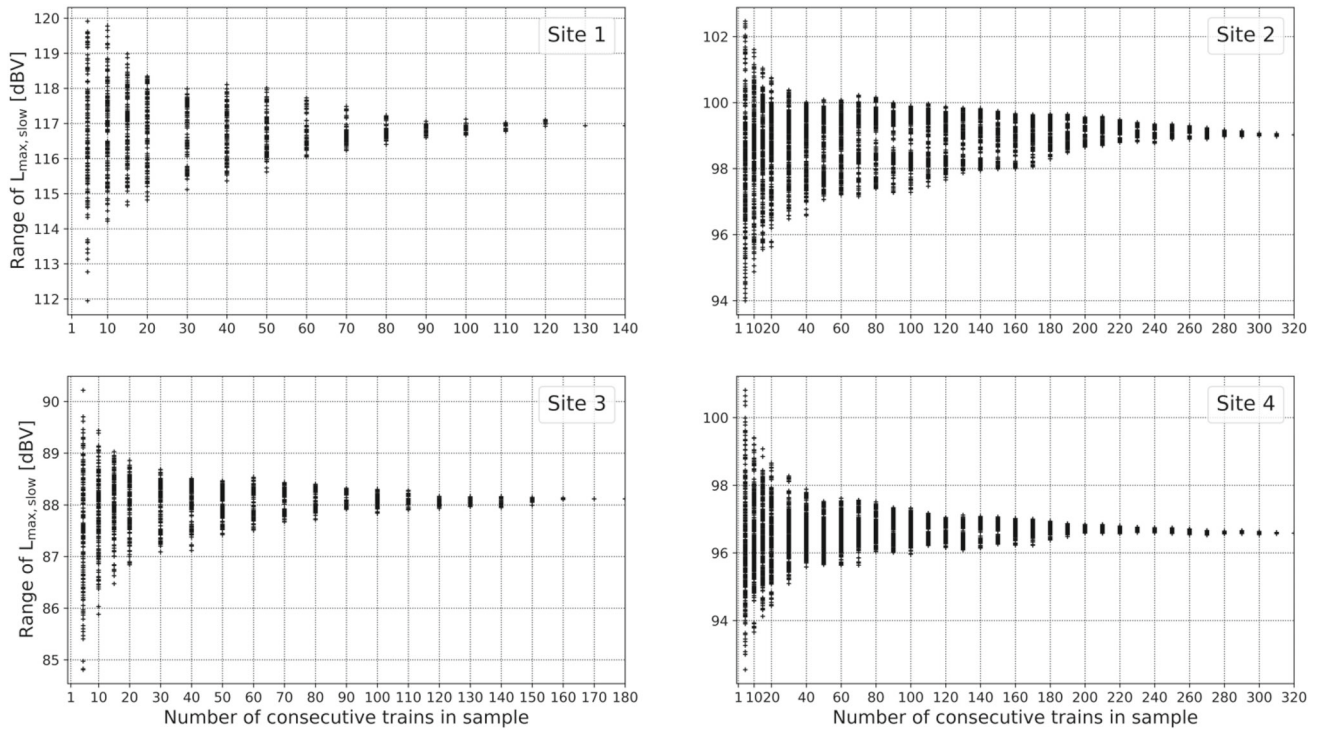 Site 1
Range of Lmax,slow [dBV]
120
119
118
117
116
115
114
113
112
1 10 20 30 40 50 60 70 80 90 100 110 120 130 140
Site 2
102
100
98
96
94
1 10 20 40 60 80 100 120 140 160 180 200 220 240 260 280 300 320
Site 3
Range of Lmax, slow [dBV]
90
89
88
87
86
85
1 10 20 30 40 50 60 70 80 90 100 110 120 130 140 150 160 170 180
Number of consecutive trains in sample
Site 4
100
98
96
94
1 10 20 40 60 80 100 120 140 160 180 200 220 240 260 280 300 320
Number of consecutive trains in sample